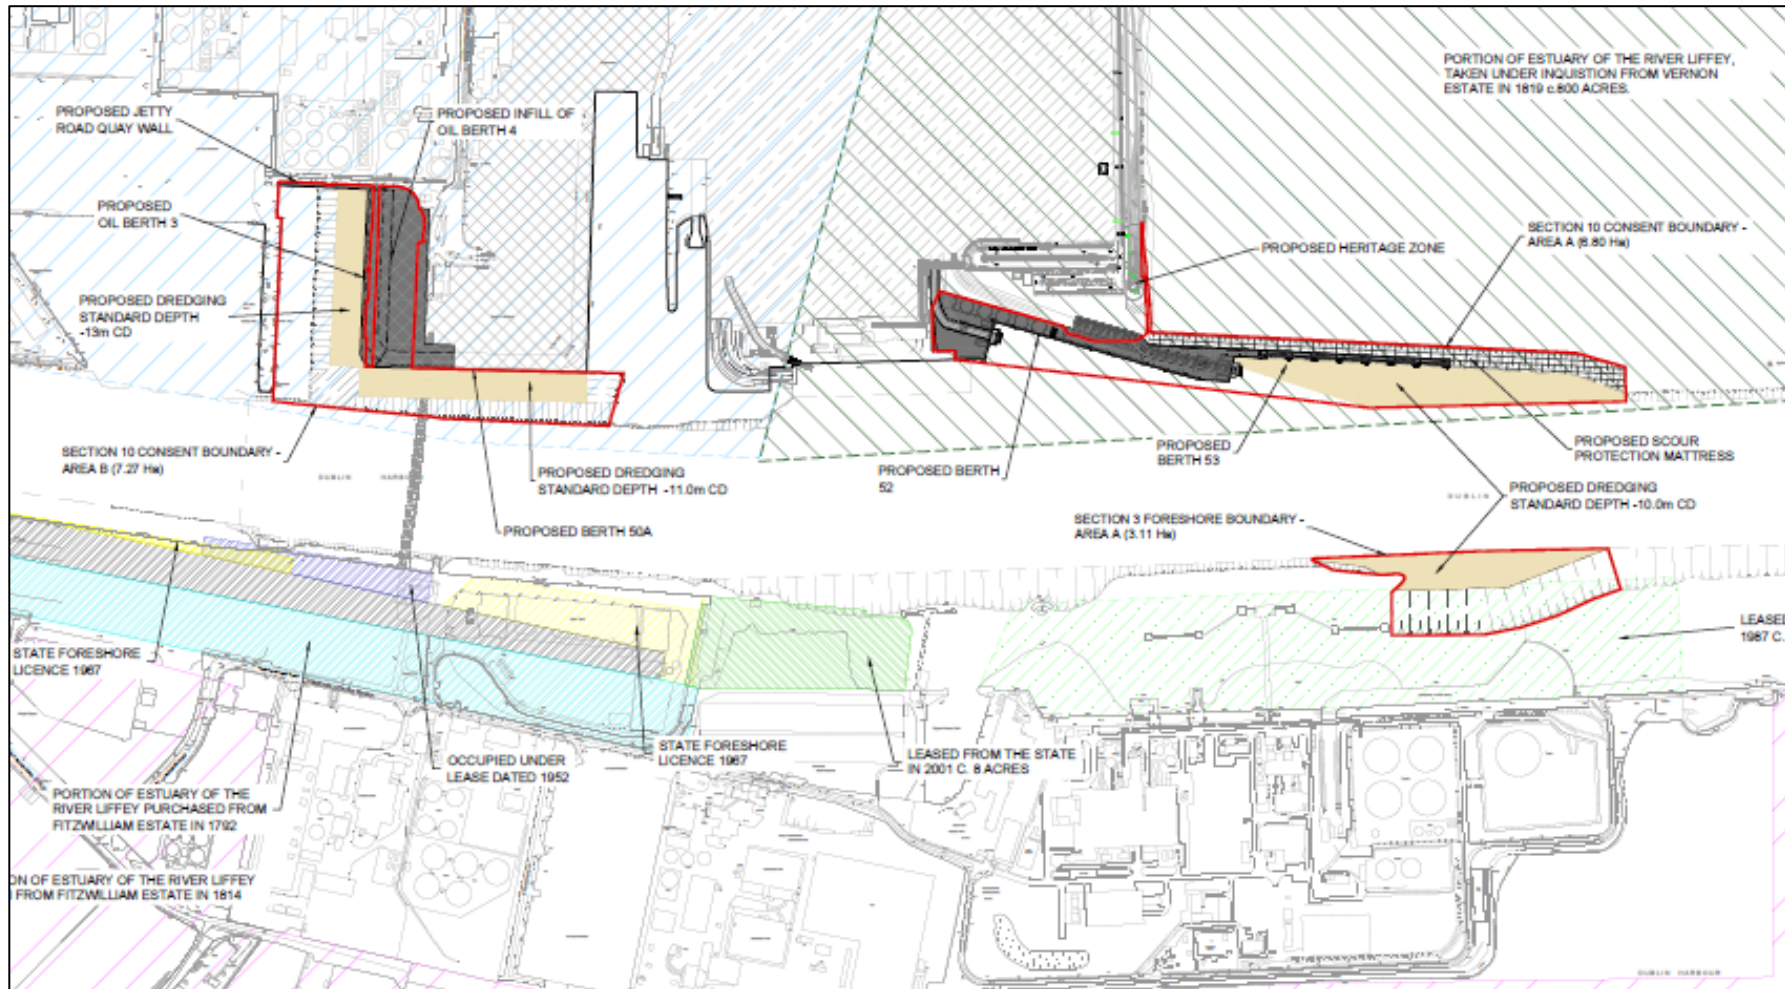 PORTION OF ESTUARY OF THE RIVER LIFFEY,
TAKEN UNDER INQUISTION FROM VERNON
ESTATE IN 1819 c.800 ACRES.
PROPOSED JETTY
ROAD QUAY WALL
PROPOSED INFILL OF
OIL BERTH 4
PROPOSED
OIL BERTH 3
PROPOSED HERITAGE ZONE
SECTION 10 CONSENT BOUNDARY -
AREA A (6.80 Ha)
PROPOSED DREDGING
STANDARD DEPTH
-13m CD
SECTION 10 CONSENT BOUNDARY -
AREA B (7.27 Ha)
DUBLIN HARBOUR
PROPOSED DREDGING
STANDARD DEPTH -11.0m CD
PROPOSED BERTH
52
PROPOSED
BERTH 53
PROPOSED SCOUR
PROTECTION MATTRESS
PROPOSED DREDGING
STANDARD DEPTH -10.0m CD
DUBLIN
PROPOSED BERTH 50A
SECTION 3 FORESHORE BOUNDARY -
AREA A (3.11 Ha)
STATE FORESHORE
LICENCE 1967
LEASED
1987 C.
OCCUPIED UNDER
LEASE DATED 1952
STATE FORESHORE
LICENCE 1967
LEASED FROM THE STATE
IN 2001 C. 8 ACRES
PORTION OF ESTUARY OF THE
RIVER LIFFEY PURCHASED FROM
FITZWILLIAM ESTATE IN 1792
ON OF ESTUARY OF THE RIVER LIFFEY
FROM FITZWILLIAM ESTATE IN 1814
DUBLIN HARBOUR